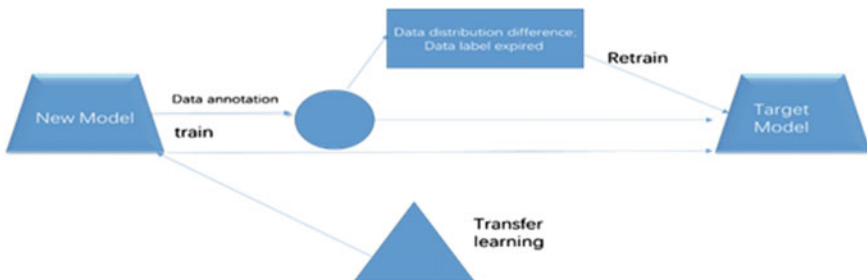 Data distribution difference;
Data label expired
Retrain
Data annotation
New Model
train
Target
Model
Transfer
learning